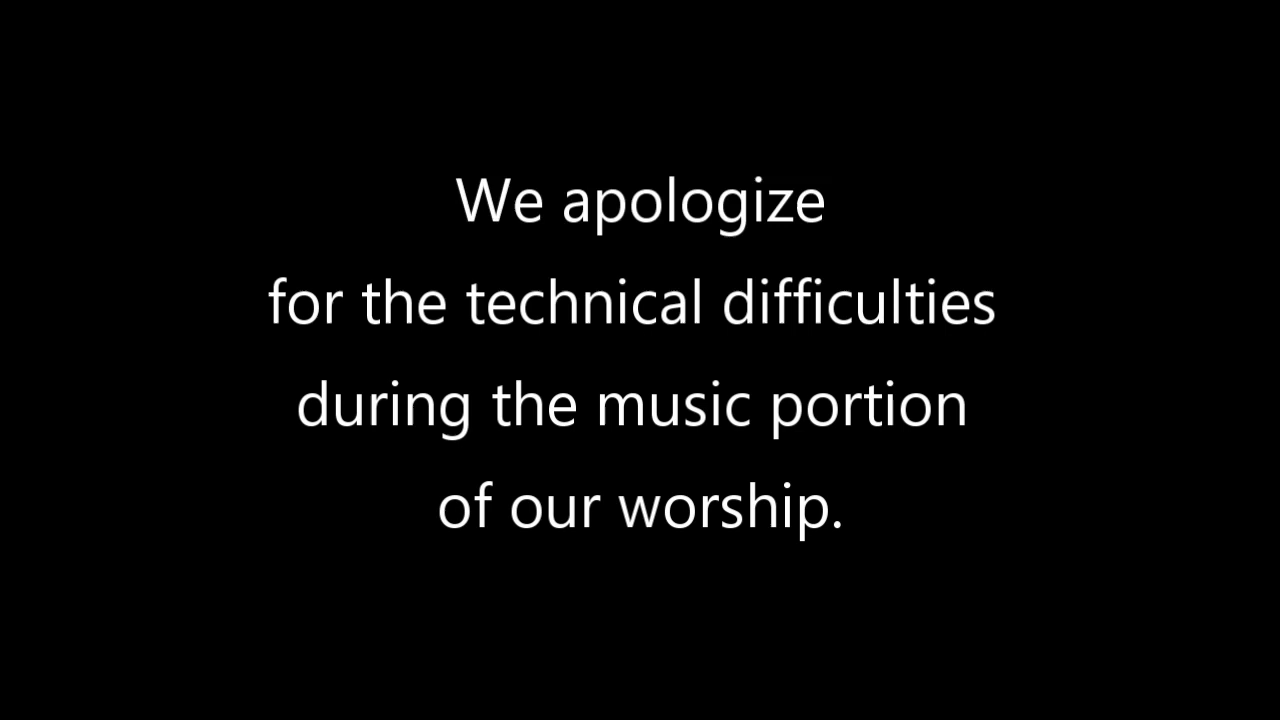 We apologize
for the technical difficulties
during the music portion
of our worship.